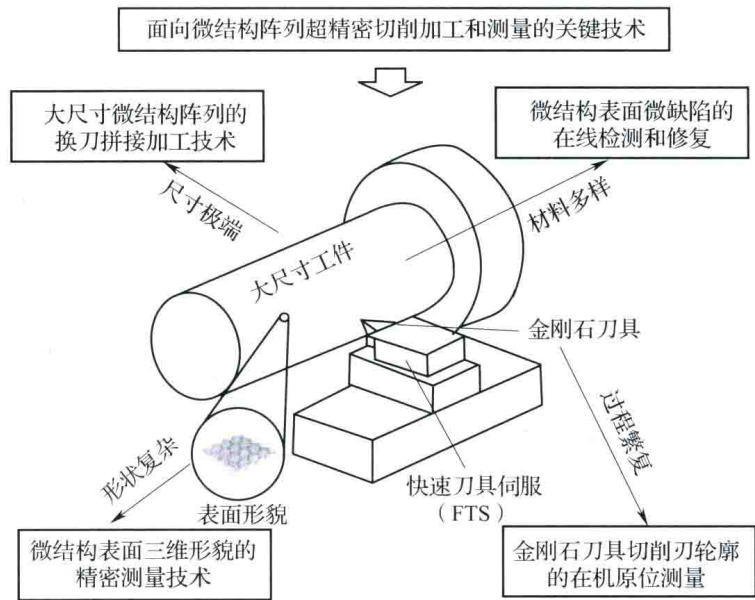 面向微结构阵列超精密切削加工和测量的关键技术
大尺寸微结构阵列的
换刀拼接加工技术
微结构表面微缺陷的
在线检测和修复
尺寸极端
材料多样
大尺寸工件
金刚石刀具
过程繁复
形状复杂
表面形貌
快速刀具伺服
（FTS）
微结构表面三维形貌的
精密测量技术
金刚石刀具切削刃轮廓
的在机原位测量